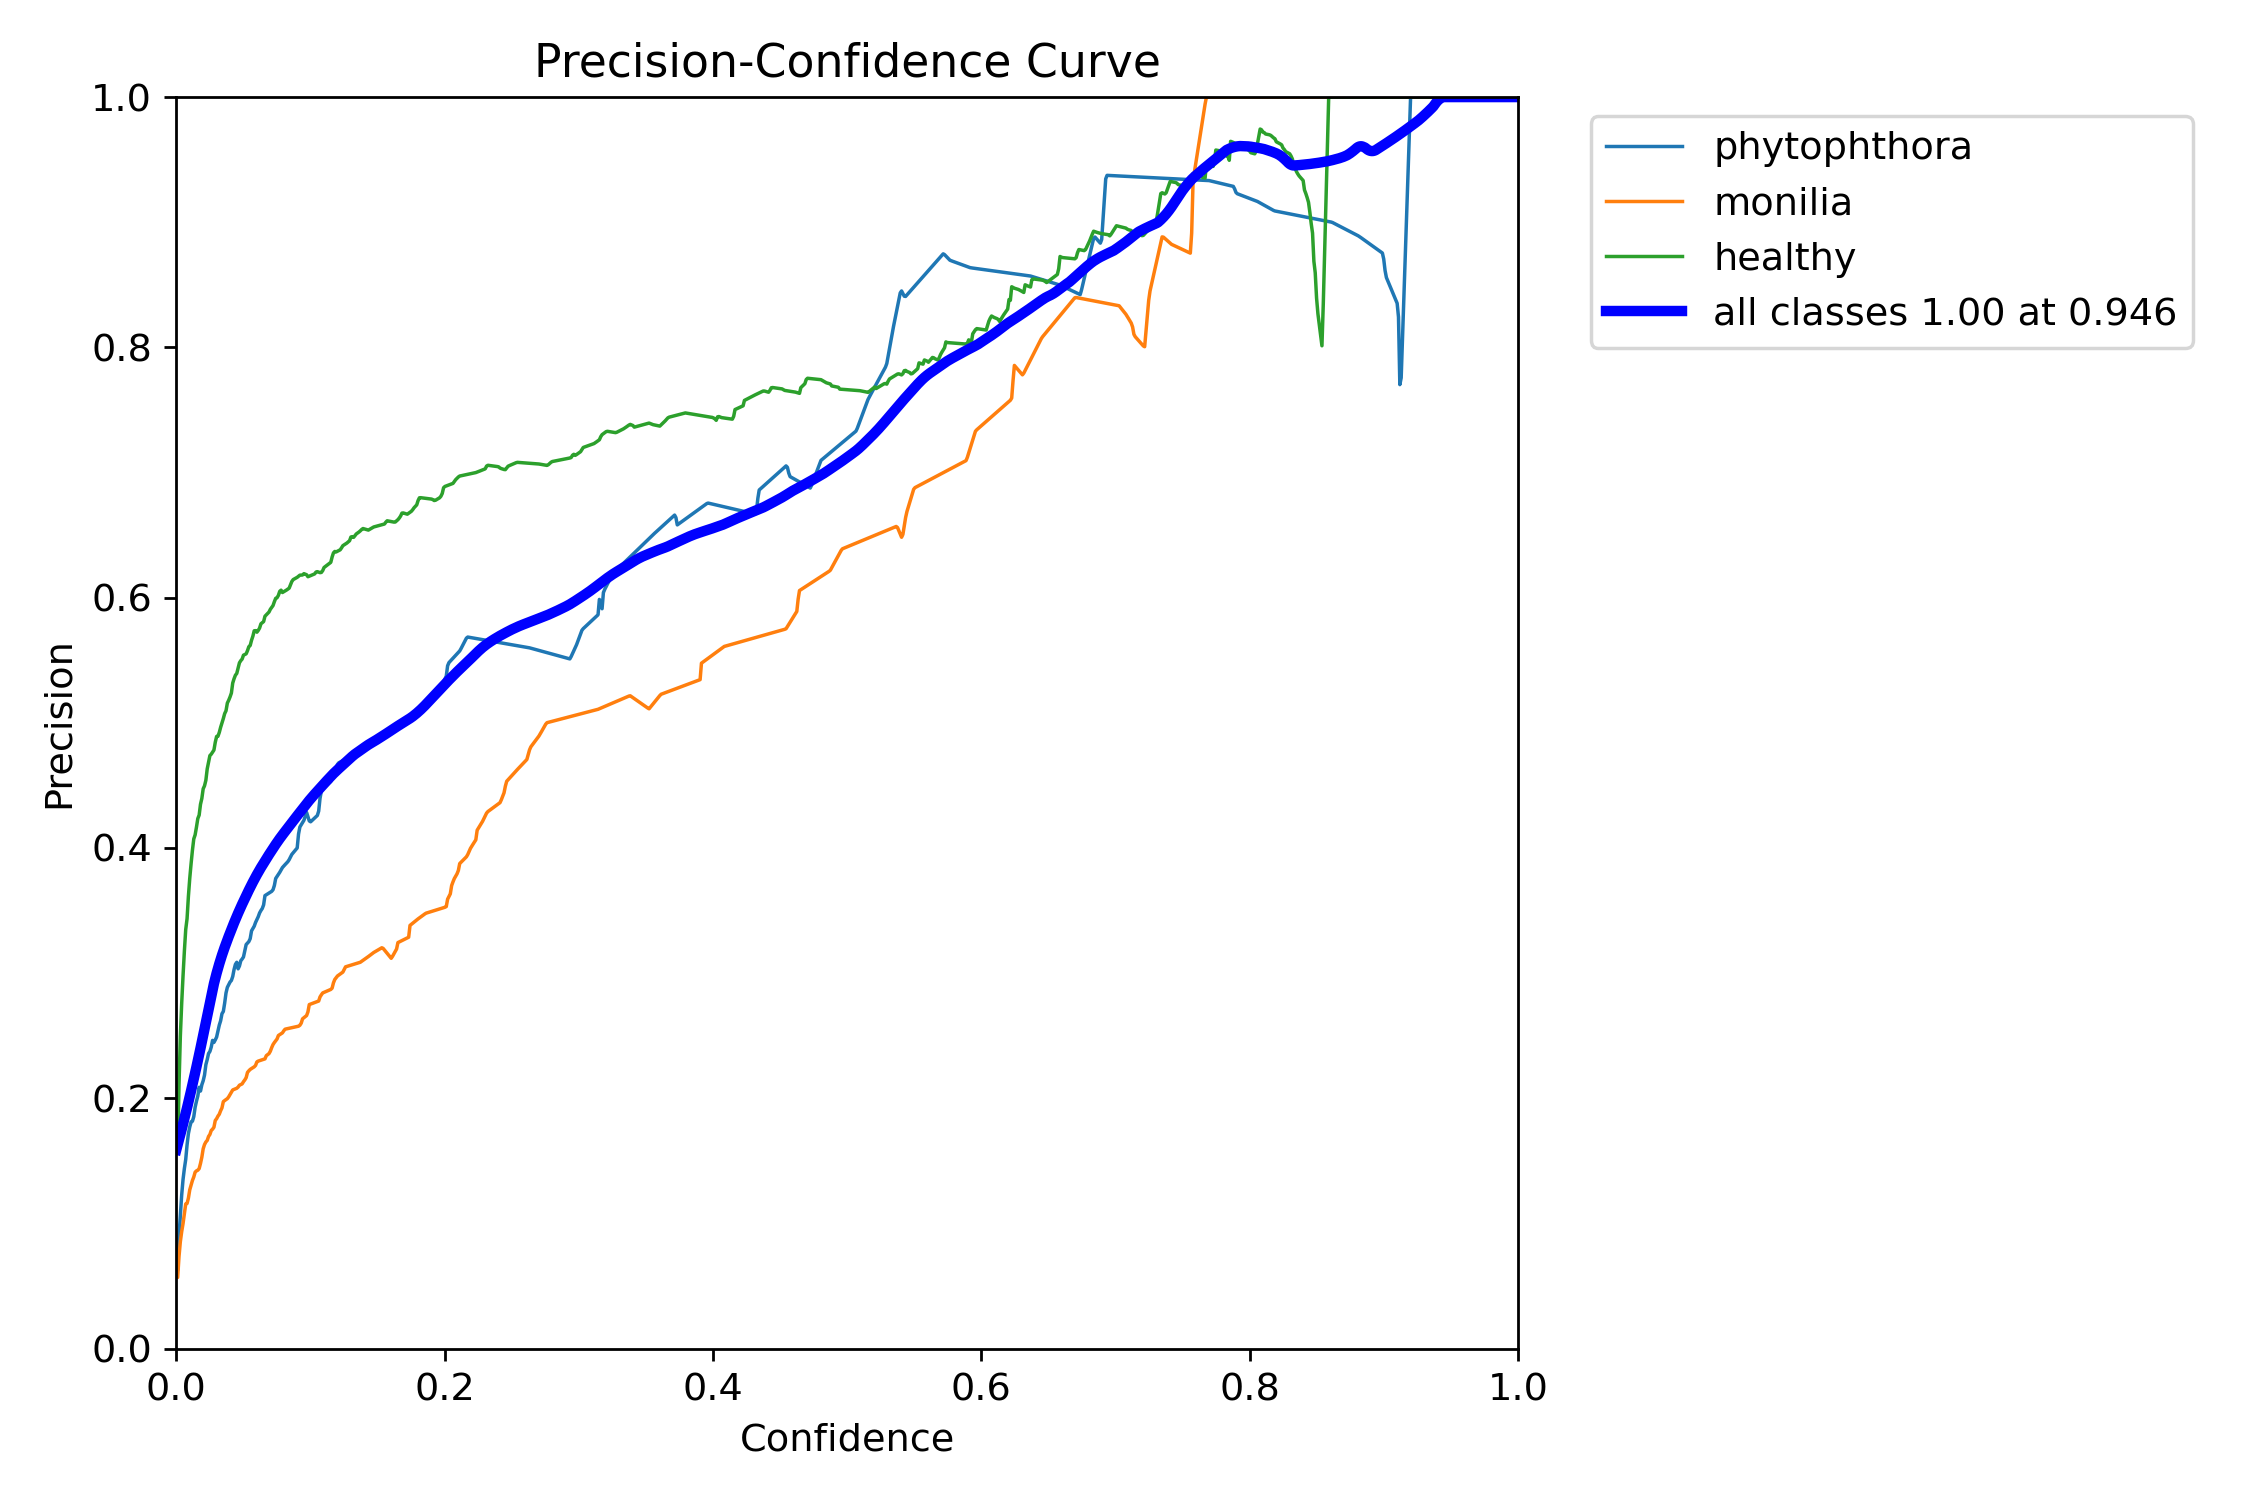 Precision-Confidence Curve
1.0
0.8
0.6
0.4
0.2
0.0
Precision
0.0 0.2 0.4 0.6 0.8 1.0
Confidence
phytophthora
monilia
healthy
all classes 1.00 at 0.946